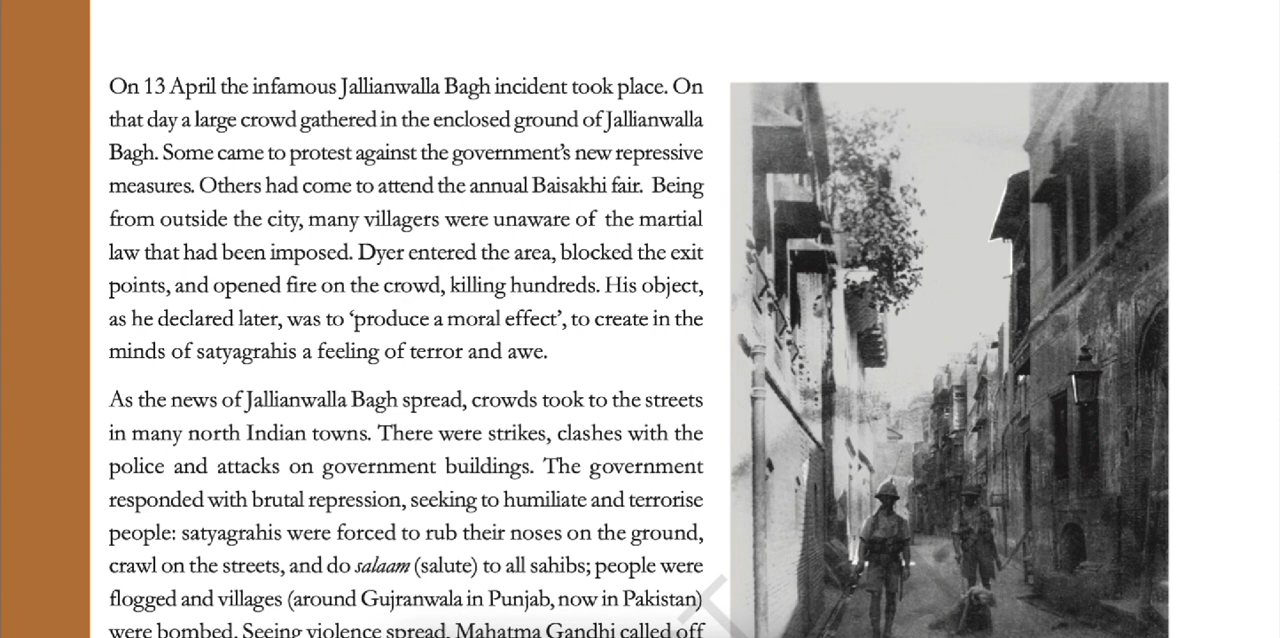 On 13 April the infamous Jallianwalla Bagh incident took place. On
that day a large crowd gathered in the enclosed ground of Jallianwalla
Bagh. Some came to protest against the government’s new repressive
measures. Others had come to attend the annual Baisakhi fair. Being
from outside the city, many villagers were unaware of the martial
law that had been imposed. Dyer entered the area, blocked the exit
points, and opened fire on the crowd, killing hundreds. His object,
as he declared later, was to ‘produce a moral effect’, to create in the
minds of satyagrahis a feeling of terror and awe.
As the news of Jallianwalla Bagh spread, crowds took to the streets
in many north Indian towns. There were strikes, clashes with the
police and attacks on government buildings. The government
responded with brutal repression, seeking to humiliate and terrorise
people: satyagrahis were forced to rub their noses on the ground,
crawl on the streets, and do salaam (salute) to all sahibs; people were
flogged and villages (around Gujranwala in Punjab, now in Pakistan)
were bombed. Seeing violence spread, Mahatma Gandhi called off